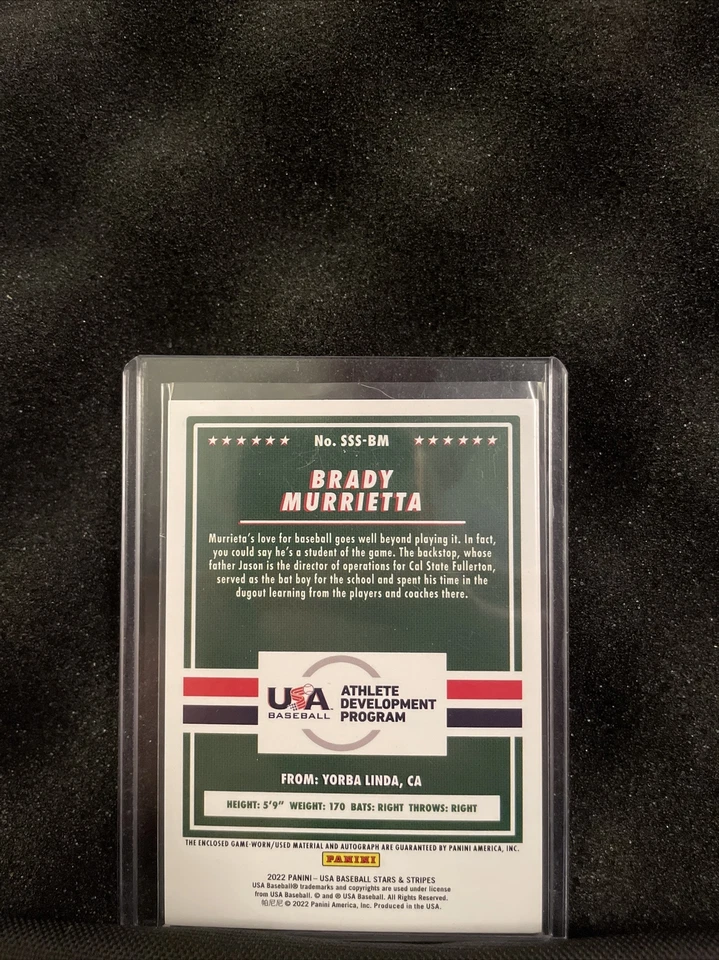 ★★★★★★ No. SSS-BM ★★★★★★
BRADY
MURRIETTA
Murrieta's love for baseball goes well beyond playing it. In fact,
you could say he's a student of the game. The backstop, whose
father Jason is the director of operations for Cal State Fullerton,
served as the bat boy for the school and spent his time in the
dugout learning from the players and coaches there.
USA
BASEBALL
ATHLETE
DEVELOPMENT
PROGRAM
FROM: YORBA LINDA, CA
HEIGHT: 5'9" WEIGHT: 170 BATS: RIGHT THROWS: RIGHT
THE ENCLOSED GAME-WORN/USED MATERIAL AND AUTOGRAPH ARE GUARANTEED BY PANINI AMERICA, INC.
PANINI
2022 PANINI – USA BASEBALL STARS & STRIPES
USA Baseball® trademarks and copyrights are used under license
from USA Baseball. © and ® USA Baseball. All Rights Reserved.
帕尼尼 © 2022 Panini America, Inc. Produced in the USA.